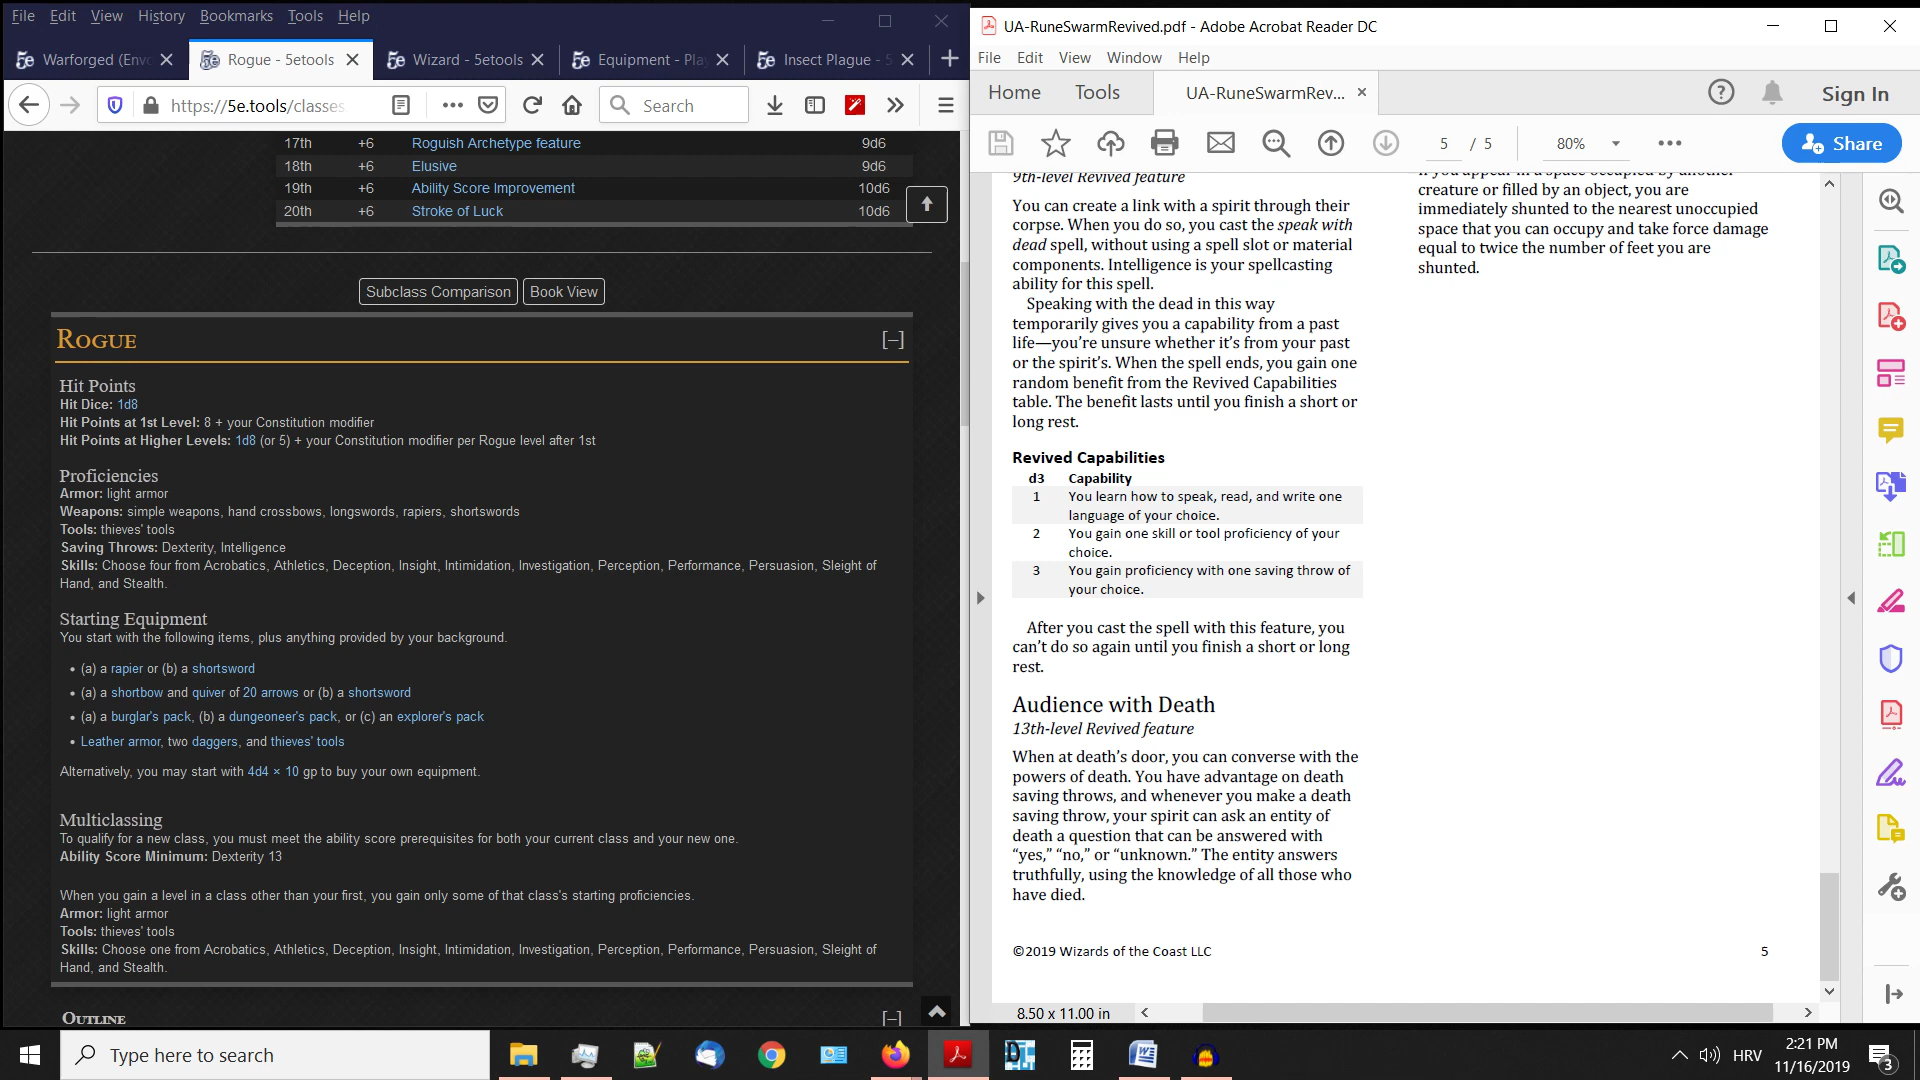 File Edit View History Bookmarks Tools Help
Warforged (Envo
Rogue - 5etools
Wizard - 5etools
Equipment - Play
Insect Plague - 5
https://5e.tools/classes
Search
17th +6 Roguish Archetype feature 9d6
18th +6 Elusive 9d6
19th +6 Ability Score Improvement 10d6
20th +6 Stroke of Luck 10d6
Subclass Comparison Book View
Rogue [–]
Hit Points
Hit Dice: 1d8
Hit Points at 1st Level: 8 + your Constitution modifier
Hit Points at Higher Levels: 1d8 (or 5) + your Constitution modifier per Rogue level after 1st
Proficiencies
Armor: light armor
Weapons: simple weapons, hand crossbows, longswords, rapiers, shortswords
Tools: thieves' tools
Saving Throws: Dexterity, Intelligence
Skills: Choose four from Acrobatics, Athletics, Deception, Insight, Intimidation, Investigation, Perception, Performance, Persuasion, Sleight of
Hand, and Stealth.
Starting Equipment
You start with the following items, plus anything provided by your background.
• (a) a rapier or (b) a shortsword
• (a) a shortbow and quiver of 20 arrows or (b) a shortsword
• (a) a burglar's pack, (b) a dungeoneer's pack, or (c) an explorer's pack
• Leather armor, two daggers, and thieves' tools
Alternatively, you may start with 4d4 × 10 gp to buy your own equipment.
Multiclassing
To qualify for a new class, you must meet the ability score prerequisites for both your current class and your new one.
Ability Score Minimum: Dexterity 13
When you gain a level in a class other than your first, you gain only some of that class's starting proficiencies.
Armor: light armor
Tools: thieves' tools
Skills: Choose one from Acrobatics, Athletics, Deception, Insight, Intimidation, Investigation, Perception, Performance, Persuasion, Sleight of
Hand, and Stealth.
Outline [–]
UA-RuneSwarmRevived.pdf - Adobe Acrobat Reader DC
File Edit View Window Help
Home Tools UA-RuneSwarmRev... Sign In
5 / 5 80% Share
9th-level Revived feature
You can create a link with a spirit through their
corpse. When you do so, you cast the speak with
dead spell, without using a spell slot or material
components. Intelligence is your spellcasting
ability for this spell.
Speaking with the dead in this way
temporarily gives you a capability from a past
life—you’re unsure whether it’s from your past
or the spirit’s. When the spell ends, you gain one
random benefit from the Revived Capabilities
table. The benefit lasts until you finish a short or
long rest.
Revived Capabilities
d3 Capability
1 You learn how to speak, read, and write one
language of your choice.
2 You gain one skill or tool proficiency of your
choice.
3 You gain proficiency with one saving throw of
your choice.
After you cast the spell with this feature, you
can’t do so again until you finish a short or long
rest.
Audience with Death
13th-level Revived feature
When at death’s door, you can converse with the
powers of death. You have advantage on death
saving throws, and whenever you make a death
saving throw, your spirit can ask an entity of
death a question that can be answered with
“yes,” “no,” or “unknown.” The entity answers
truthfully, using the knowledge of all those who
have died.
If you appear in a space occupied by another
creature or filled by an object, you are
immediately shunted to the nearest unoccupied
space that you can occupy and take force damage
equal to twice the number of feet you are
shunted.
©2019 Wizards of the Coast LLC 5
8.50 x 11.00 in
Type here to search
HRV
2:21 PM
11/16/2019
3